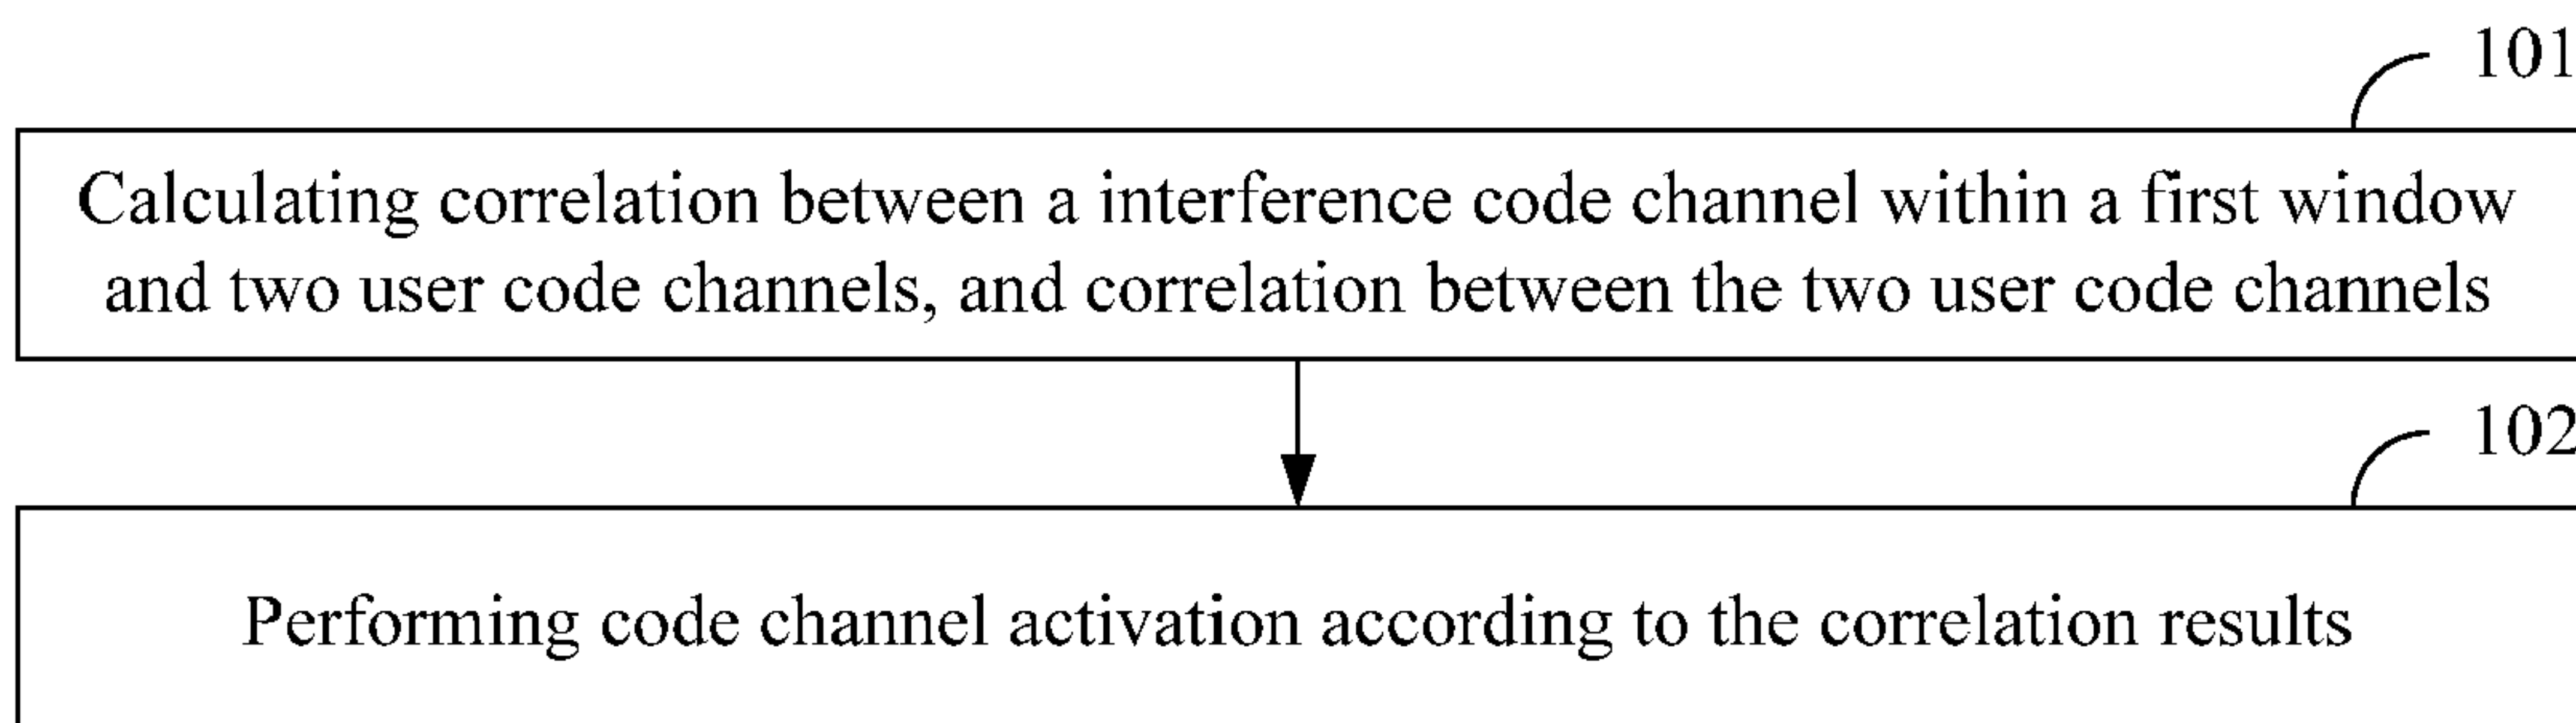 101
Calculating correlation between a interference code channel within a first window
and two user code channels, and correlation between the two user code channels
102
Performing code channel activation according to the correlation results